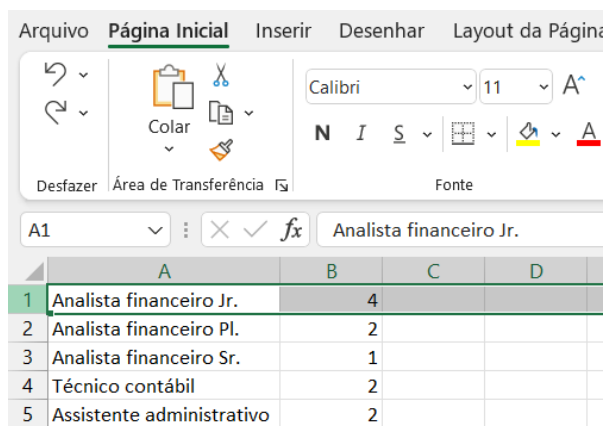 Arquivo Página Inicial Inserir Desenhar Layout da Página
Calibri 11 A
Colar
N I S A
Desfazer Área de Transferência Fonte
A1 fx Analista financeiro Jr.
A B C D
1 Analista financeiro Jr. 4
2 Analista financeiro Pl. 2
3 Analista financeiro Sr. 1
4 Técnico contábil 2
5 Assistente administrativo 2